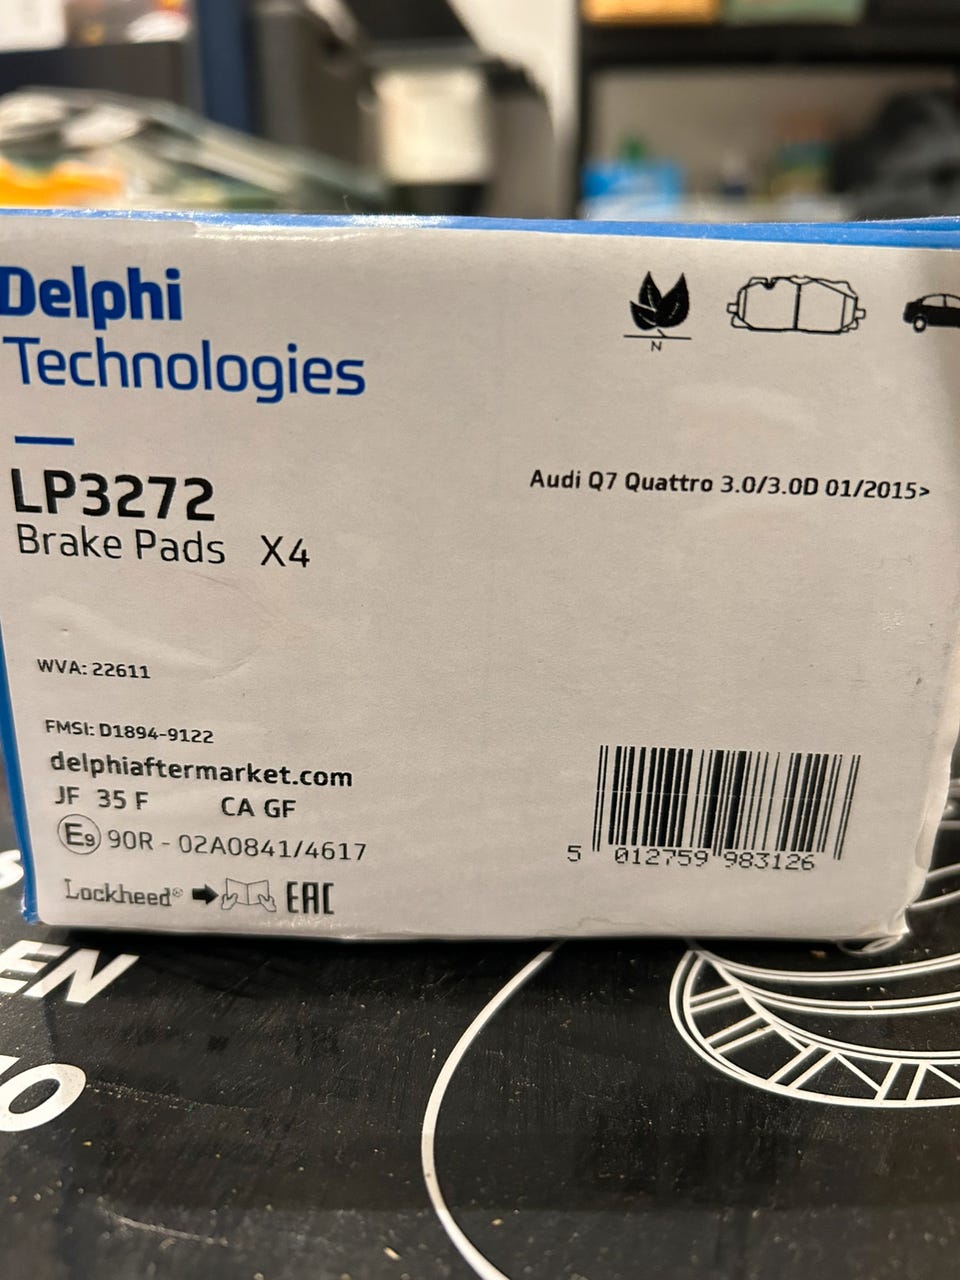 Delphi
Technologies
N
LP3272
Brake Pads X4
Audi Q7 Quattro 3.0/3.0D 01/2015>
WVA: 22611
FMSI: D1894-9122
delphiaftermarket.com
JF 35 F CA GF
E9 90R - 02A0841/4617
Lockheed® EAC
5 012759 983126
S
EN